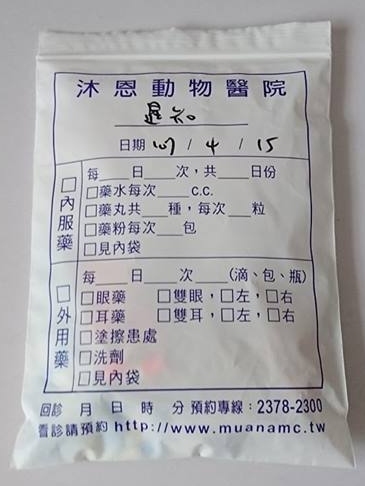 沐恩動物醫院
日期 107 / 4 / 15
□內服藥
每___日___次，共___日份
□藥水每次____c.c.
□藥丸共___種，每次___粒
□藥粉每次___包
□見內袋
□外用藥
每____日____次____(滴、包、瓶)
□眼藥 □雙眼，□左，□右
□耳藥 □雙耳，□左，□右
□塗擦患處
□洗劑
□見內袋
回診 月 日 時 分 預約專線：2378-2300
看診請預約 http://www.muanamc.tw